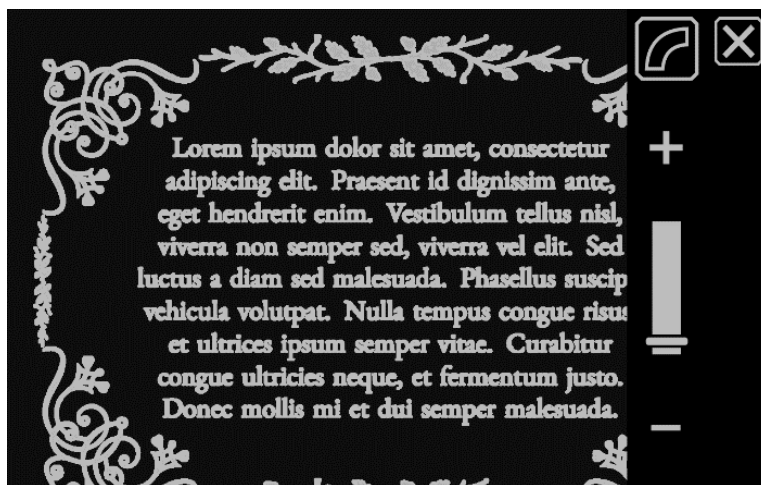 Lorem ipsum dolor sit amet, consectetur
adipiscing elit. Praesent id dignissim ante,
eget hendrerit enim. Vestibulum tellus nisl,
viverra non semper sed, viverra vel elit. Sed
luctus a diam sed malesuada. Phasellus suscip
vehicula volutpat. Nulla tempus congue risus
et ultrices ipsum semper vitae. Curabitur
congue ultricies neque, et fermentum justo.
Donec mollis mi et dui semper malesuada.